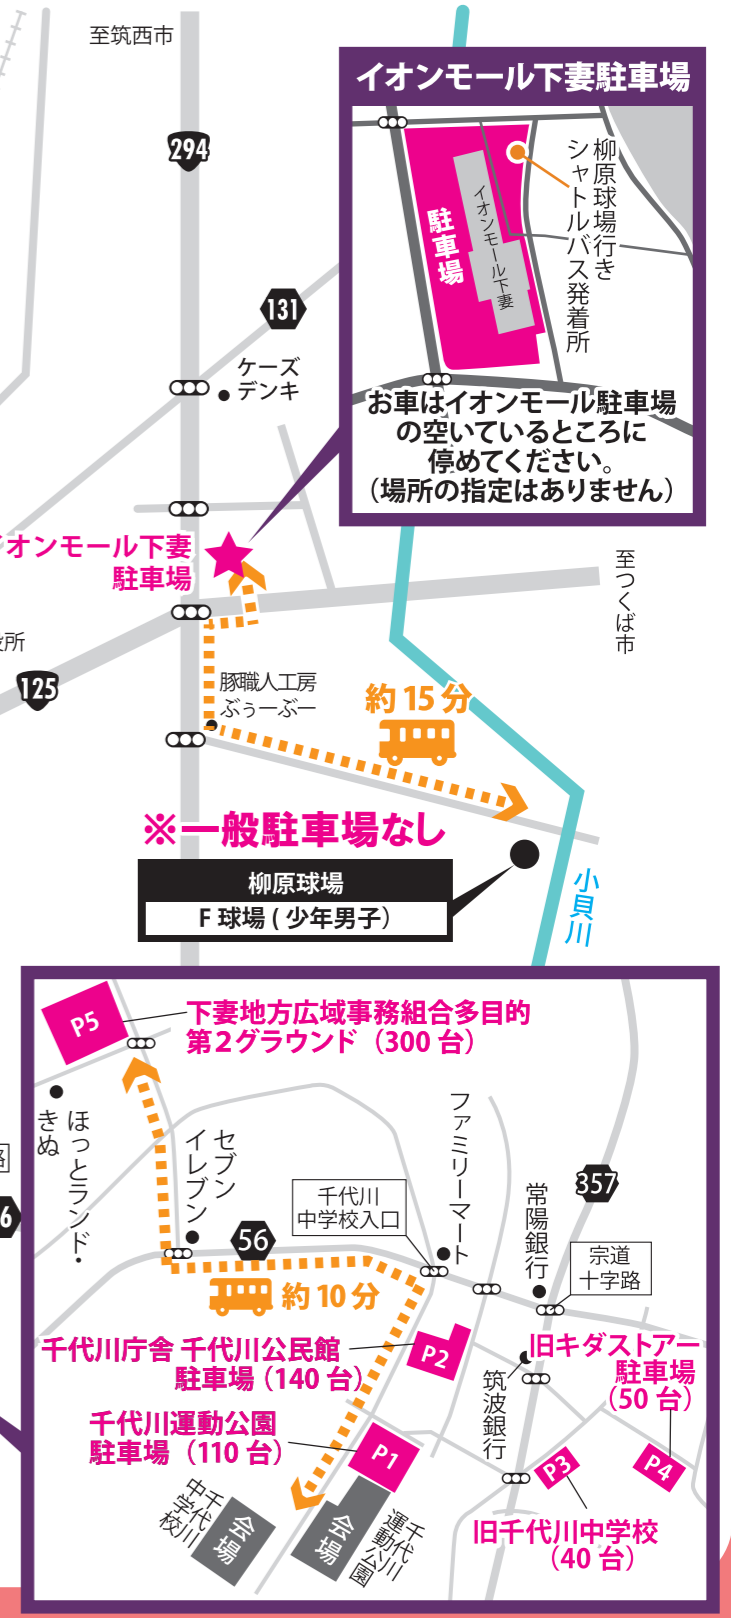 至筑西市
294
131
ケーズ
デンキ
イオンモール下妻駐車場
柳原球場行き
シャトルバス発着所
駐車場
イオンモール下妻
お車はイオンモール駐車場
の空いているところに
停めてください。
（場所の指定はありません）
イオンモール下妻
駐車場
至つくば市
125
豚職人工房
ぶぅーぶー
約15分
※一般駐車場なし
柳原球場
F球場(少年男子)
小貝川
P5
下妻地方広域事務組合多目的
第2グラウンド（300台）
ほっとランド・
きぬ
セブン
イレブン
ファミリーマート
千代川
中学校入口
56
常陽銀行
357
宗道
十字路
約10分
千代川庁舎 千代川公民館
駐車場（140台）
P2
旧キダストアー
駐車場
（50台）
筑波銀行
千代川運動公園
駐車場（110台）
P1
P3
P4
旧千代川中学校
（40台）
千代川
中学校
会場
会場
千代川
運動公園